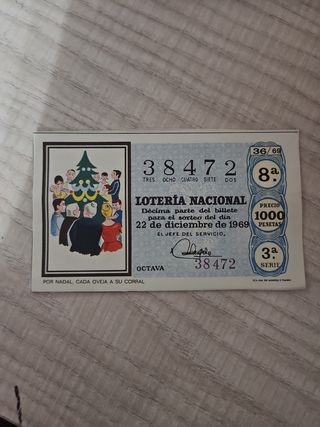 38472
TRES OCHO CUATRO SIETE DOS
36/69
8ª.
LOTERÍA NACIONAL
Décima parte del billete
para el sorteo del día
22 de diciembre de 1969
EL JEFE DEL SERVICIO,
PRECIO
1000
PESETAS
3ª.
SERIE
OCTAVA
38472
POR NADAL, CADA OVEJA A SU CORRAL.